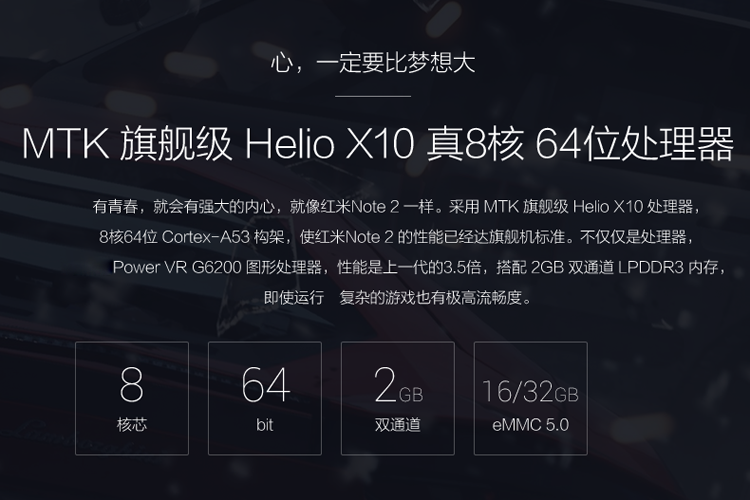 心，一定要比梦想大
MTK 旗舰级 Helio X10 真8核 64位处理器
有青春，就会有强大的内心，就像红米Note 2 一样。采用 MTK 旗舰级 Helio X10 处理器，
8核64位 Cortex-A53 构架，使红米Note 2 的性能已经达旗舰机标准。不仅仅是处理器，
Power VR G6200 图形处理器，性能是上一代的3.5倍，搭配 2GB 双通道 LPDDR3 内存，
即使运行 复杂的游戏也有极高流畅度。
8 64 2GB 16/32GB
核芯 bit 双通道 eMMC 5.0